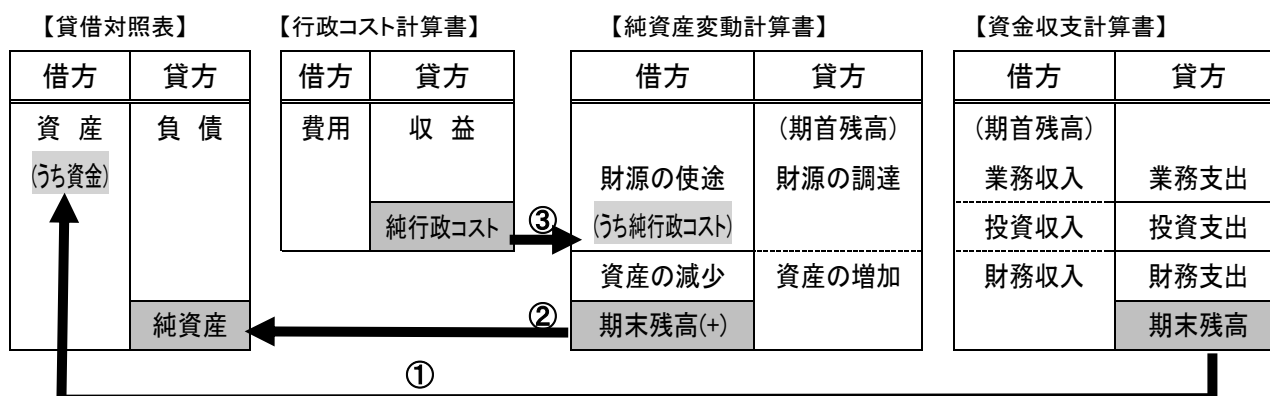 【貸借対照表】 【行政コスト計算書】 【純資産変動計算書】 【資金収支計算書】
借方 貸方 借方 貸方 借方 貸方 借方 貸方
資 産 負 債 費用 収 益 (期首残高) (期首残高)
(うち資金) 財源の使途 財源の調達 業務収入 業務支出
純行政コスト ③ (うち純行政コスト) 投資収入 投資支出
資産の減少 資産の増加 財務収入 財務支出
純資産 ② 期末残高(+) 期末残高
①